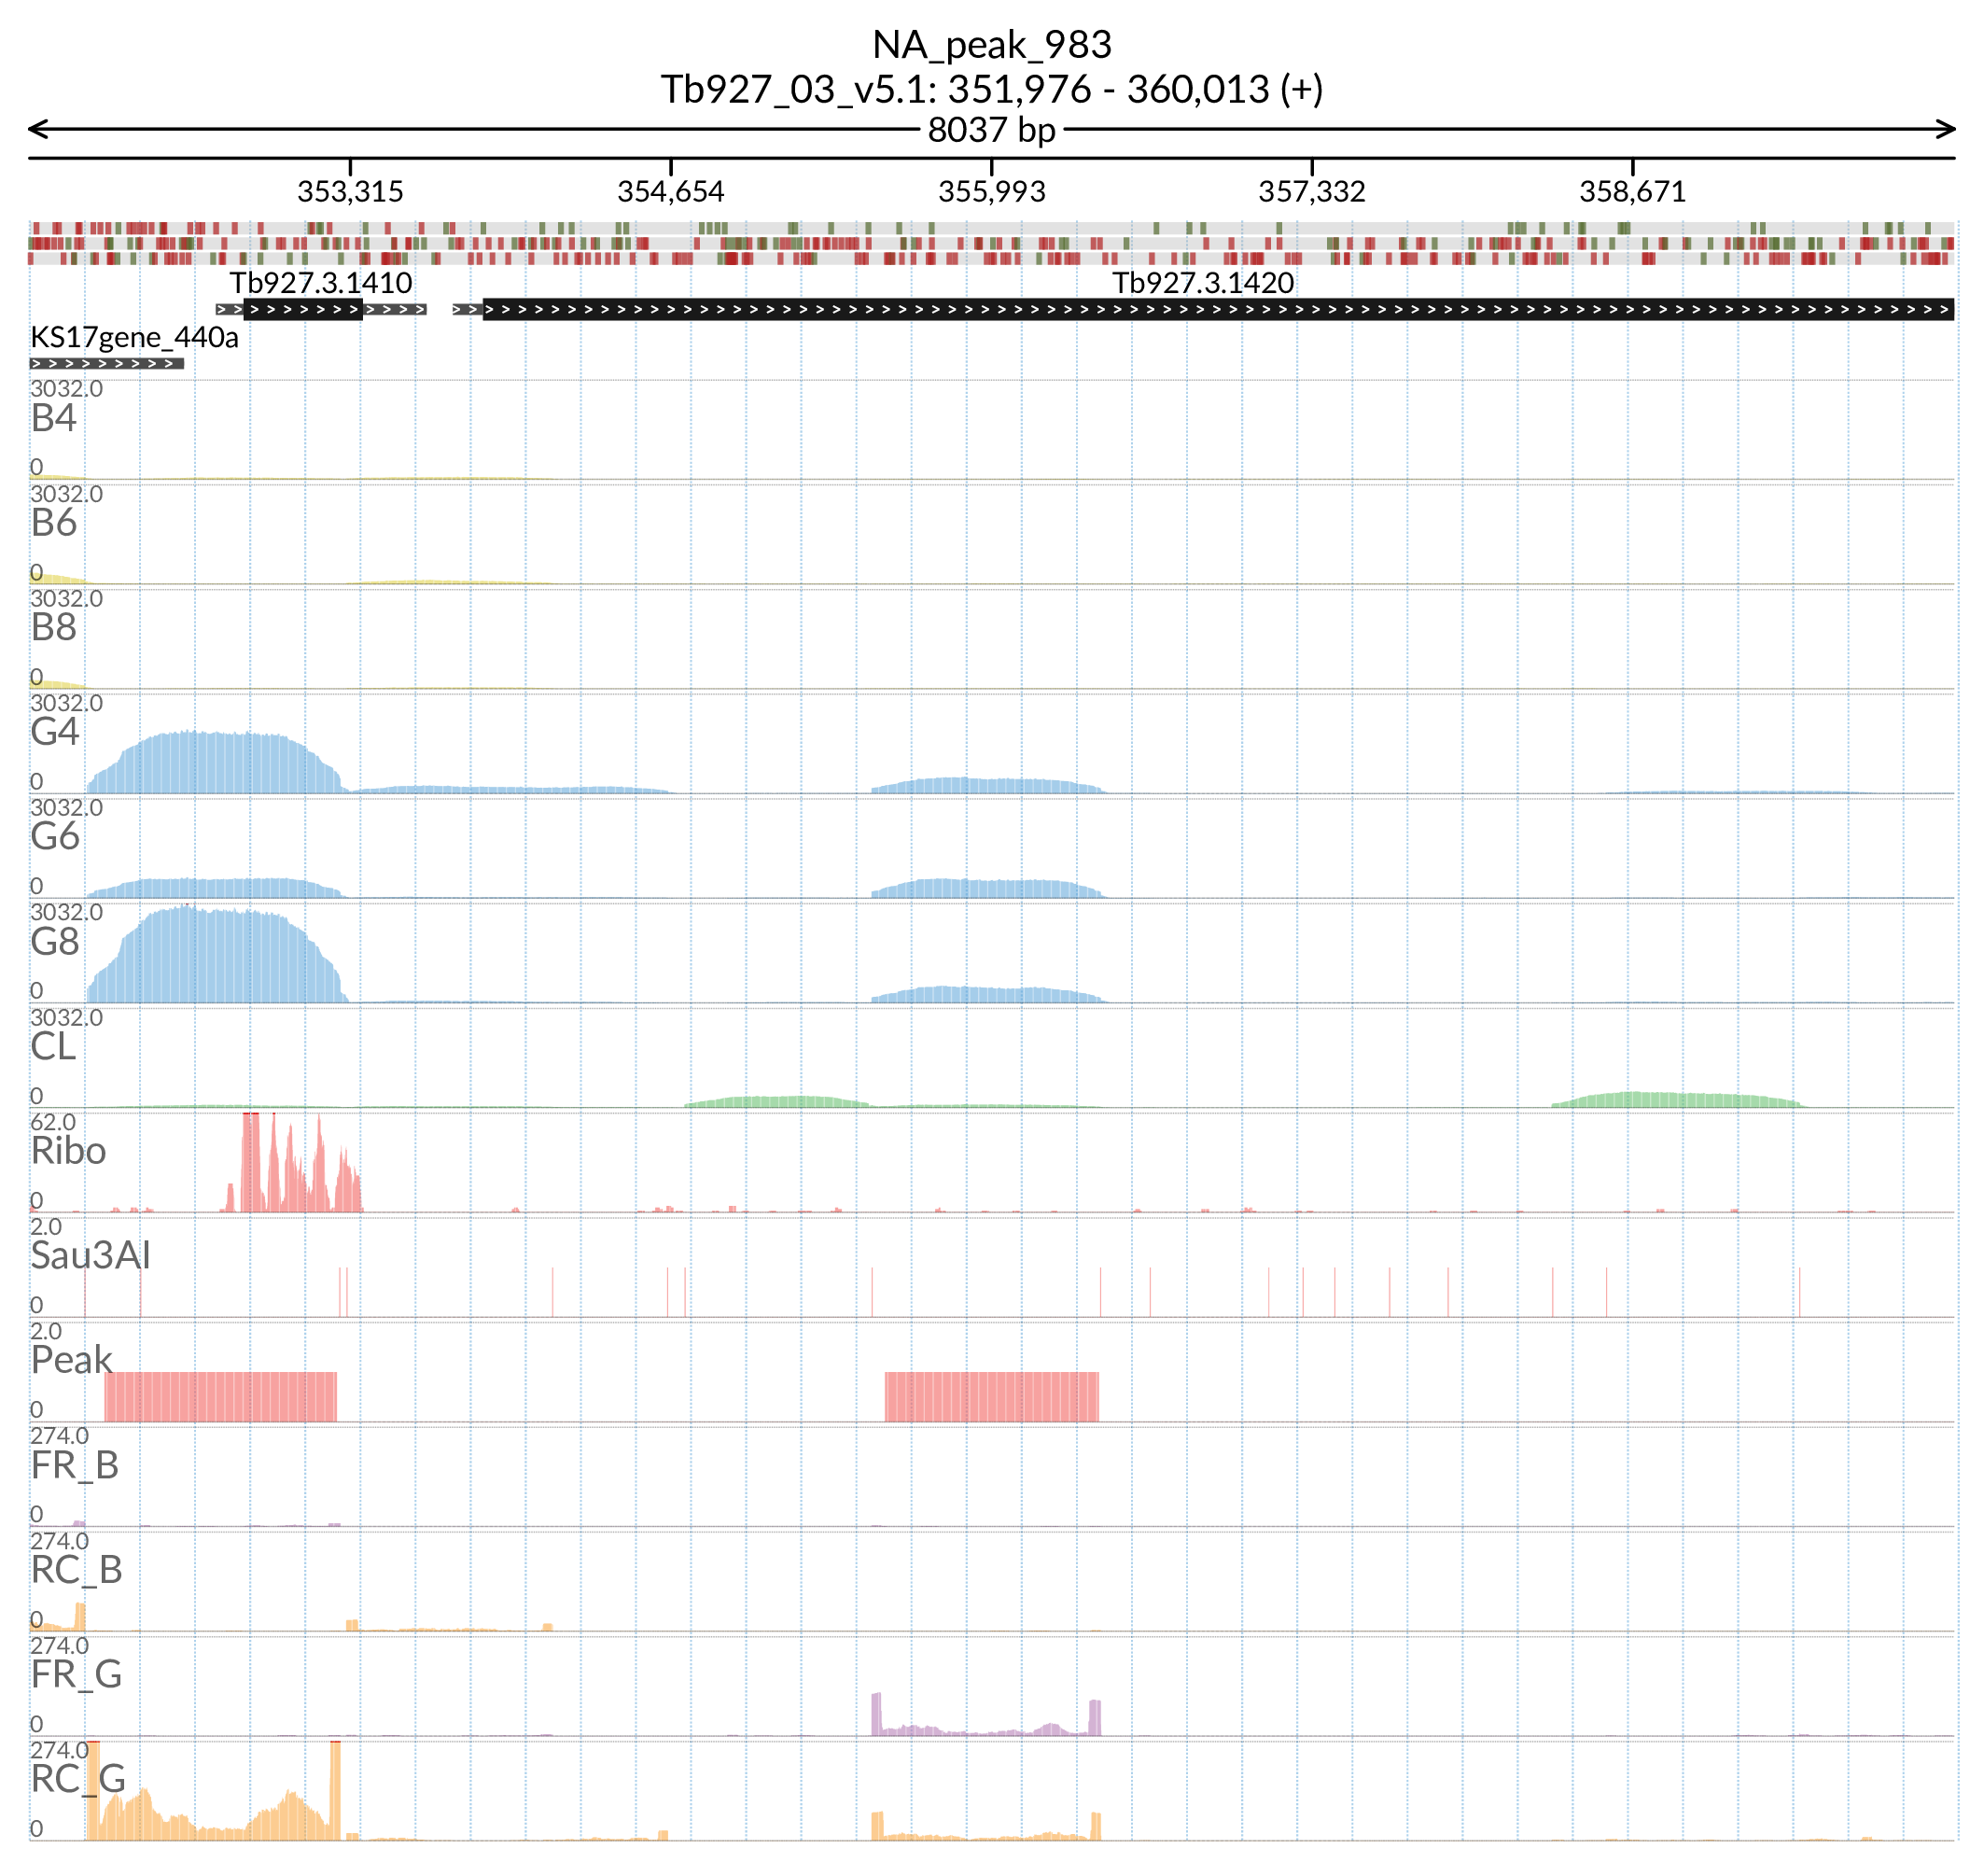 NA_peak_983
Tb927_03_v5.1: 351,976 - 360,013 (+)
8037 bp
353,315 354,654 355,993 357,332 358,671
Tb927.3.1410 Tb927.3.1420
KS17gene_440a
3032.0
B4
0
3032.0
B6
0
3032.0
B8
0
3032.0
G4
0
3032.0
G6
0
3032.0
G8
0
3032.0
CL
0
62.0
Ribo
0
2.0
Sau3AI
0
2.0
Peak
0
274.0
FR_B
0
274.0
RC_B
0
274.0
FR_G
0
274.0
RC_G
0